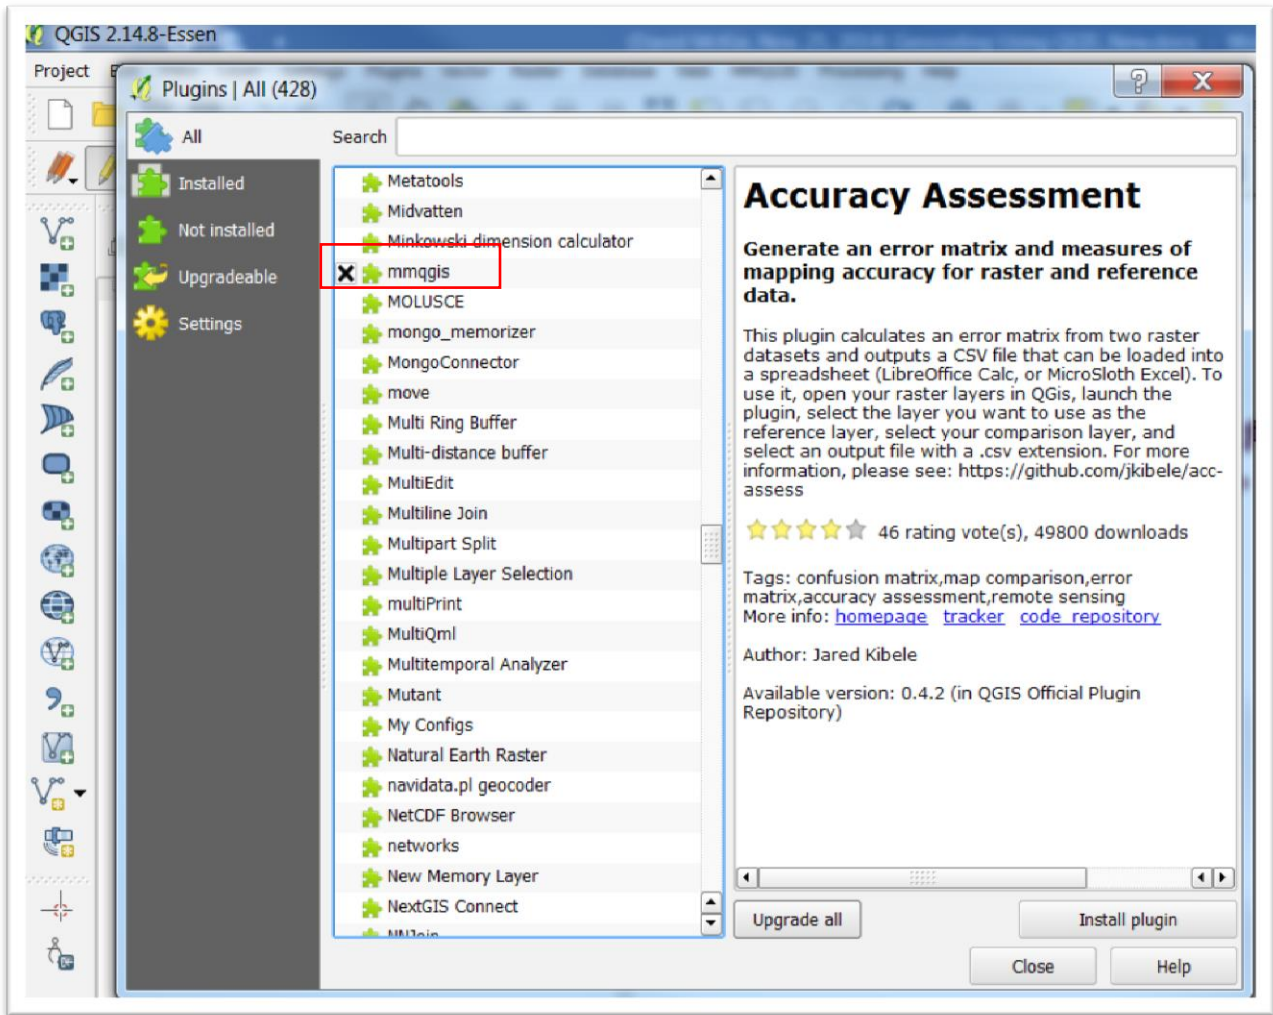 QGIS 2.14.8-Essen
Project
Plugins | All (428)
?
X
All
Search
Installed
Not installed
Upgradeable
Settings
Metatools
Midvatten
Minkowski dimension calculator
mmqgis
MOLUSCE
mongo_memorizer
MongoConnector
move
Multi Ring Buffer
Multi-distance buffer
MultiEdit
Multiline Join
Multipart Split
Multiple Layer Selection
multiPrint
MultiQml
Multitemporal Analyzer
Mutant
My Configs
Natural Earth Raster
navidata.pl geocoder
NetCDF Browser
networks
New Memory Layer
NextGIS Connect
NNJoin
Accuracy Assessment
Generate an error matrix and measures of
mapping accuracy for raster and reference
data.
This plugin calculates an error matrix from two raster
datasets and outputs a CSV file that can be loaded into
a spreadsheet (LibreOffice Calc, or MicroSloth Excel). To
use it, open your raster layers in QGis, launch the
plugin, select the layer you want to use as the
reference layer, select your comparison layer, and
select an output file with a .csv extension. For more
information, please see: https://github.com/jkibele/acc-
assess
46 rating vote(s), 49800 downloads
Tags: confusion matrix,map comparison,error
matrix,accuracy assessment,remote sensing
More info: homepage tracker code repository
Author: Jared Kibele
Available version: 0.4.2 (in QGIS Official Plugin
Repository)
Upgrade all
Install plugin
Close
Help